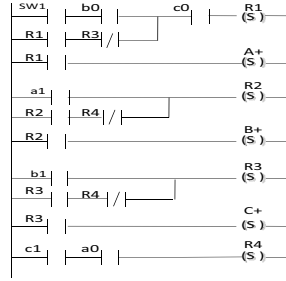 SW1 b0 c0 R1
(S)
R1 R3
R1 A+
(S)
a1 R2
(S)
R2 R4
R2 B+
(S)
b1 R3
(S)
R3 R4
R3 C+
(S)
c1 a0 R4
(S)